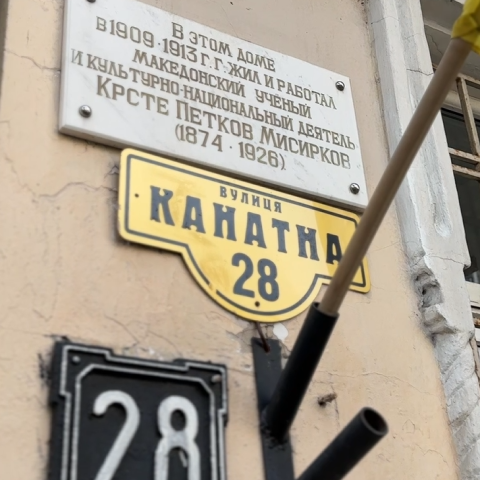 В ЭТОМ ДОМЕ
В 1909 · 1913 Г. Г. ЖИЛ И РАБОТАЛ
МАКЕДОНСКИЙ УЧЁНЫЙ
И КУЛЬТУРНО-НАЦИОНАЛЬНЫЙ ДЕЯТЕЛЬ
КРСТЕ ПЕТКОВ МИСИРКОВ
(1874 · 1926)
ВУЛИЦЯ
КАНАТНА
28
28